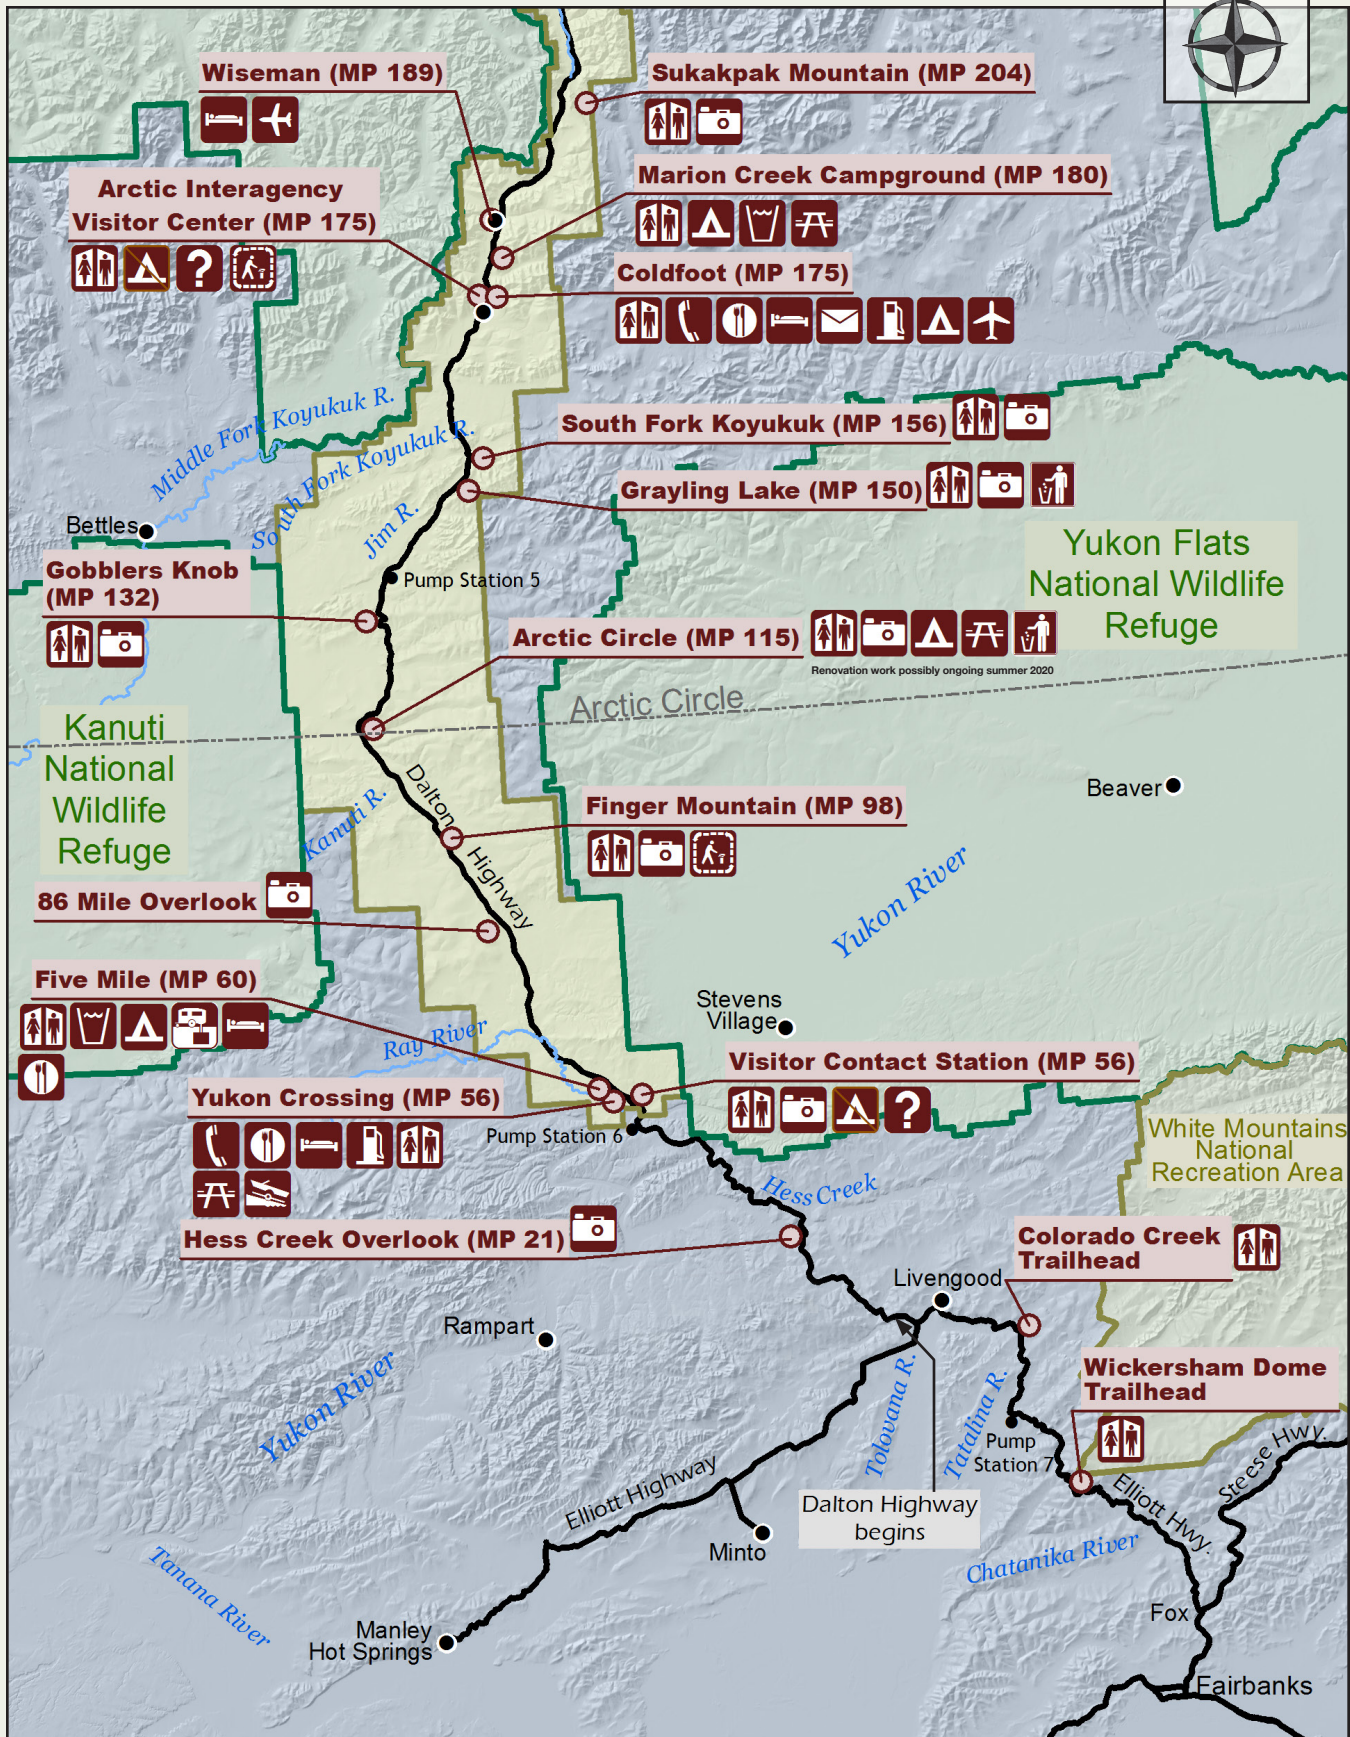 Wiseman (MP 189)
Sukakpak Mountain (MP 204)
Arctic Interagency
Visitor Center (MP 175)
?
Marion Creek Campground (MP 180)
Coldfoot (MP 175)
Middle Fork Koyukuk R.
South Fork Koyukuk R.
South Fork Koyukuk (MP 156)
Grayling Lake (MP 150)
Jim R.
Bettles
Yukon Flats
National Wildlife
Refuge
Gobblers Knob
(MP 132)
Pump Station 5
Arctic Circle (MP 115)
Renovation work possibly ongoing summer 2020
Arctic Circle
Kanuti
National
Wildlife
Refuge
Dalton Highway
Kanuti R.
Beaver
Finger Mountain (MP 98)
86 Mile Overlook
Yukon River
Five Mile (MP 60)
Stevens
Village
Ray River
Visitor Contact Station (MP 56)
?
Yukon Crossing (MP 56)
Pump Station 6
White Mountains
National
Recreation Area
Hess Creek
Hess Creek Overlook (MP 21)
Colorado Creek
Trailhead
Livengood
Rampart
Yukon River
Wickersham Dome
Trailhead
Tolovana R.
Tatalina R.
Pump
Station 7
Steese Hwy.
Elliott Highway
Elliott Hwy.
Dalton Highway
begins
Minto
Chatanika River
Tanana River
Fox
Manley
Hot Springs
Fairbanks